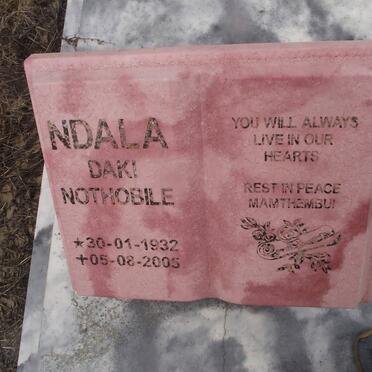 NDALA
DAKI
NOTHOBILE
★30-01-1932
+05-08-2005
YOU WILL ALWAYS
LIVE IN OUR
HEARTS
REST IN PEACE
MAMTHEMBU!